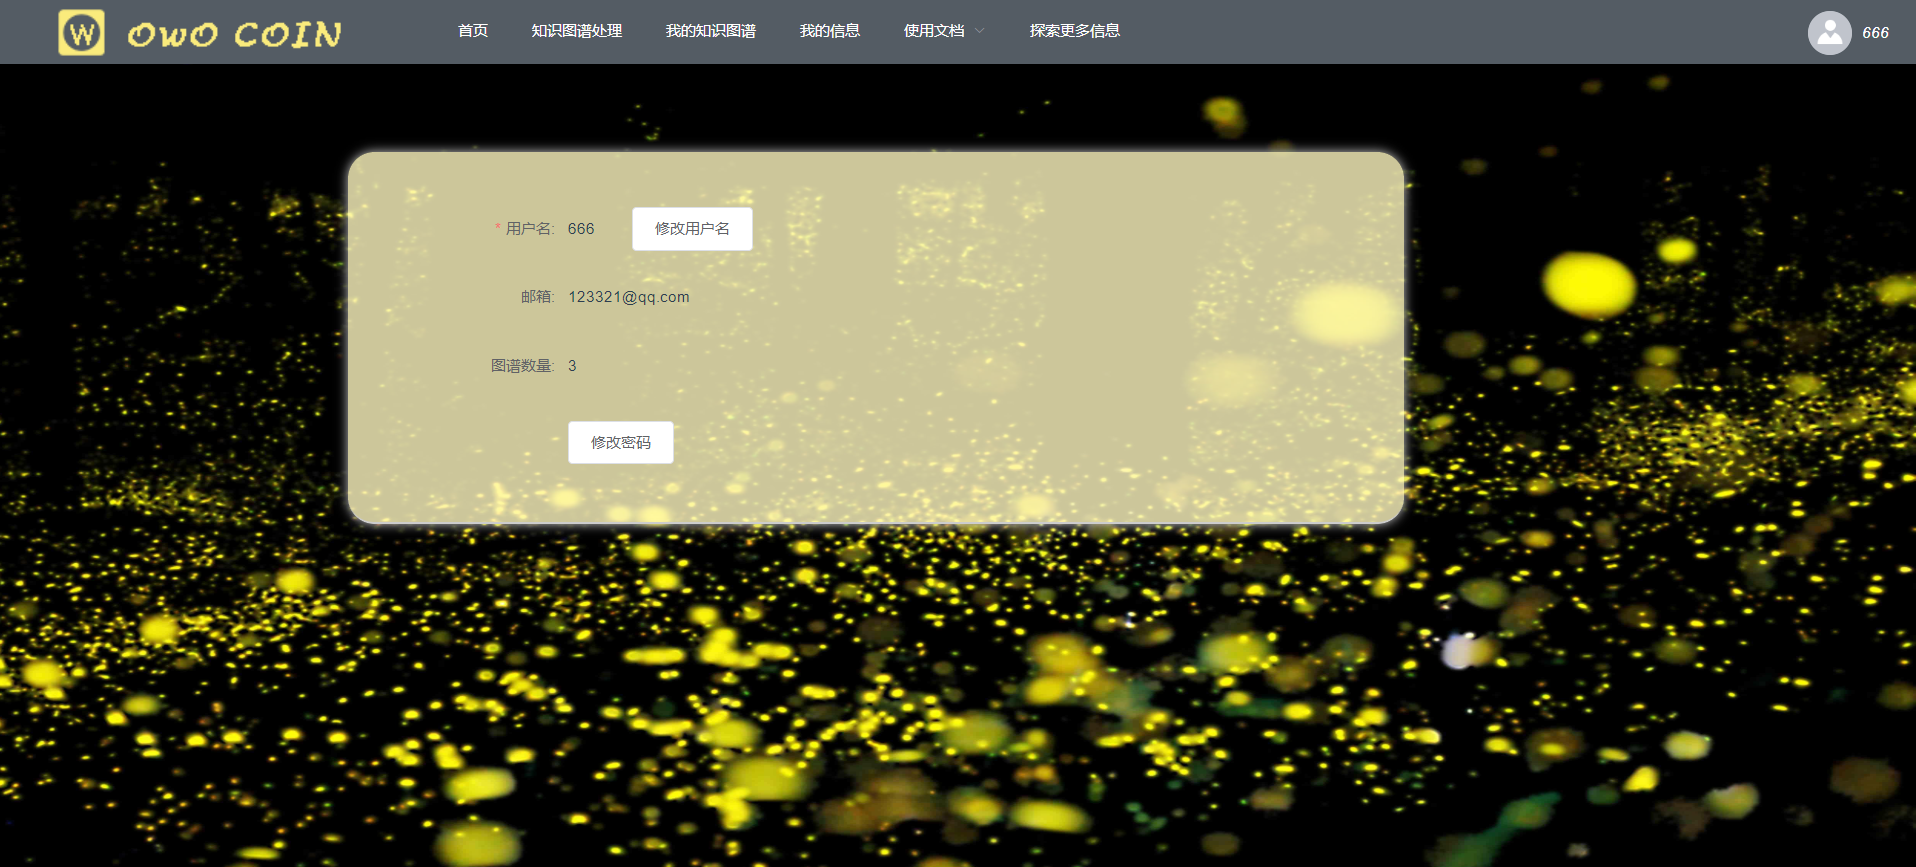 W OWO COIN 首页 知识图谱处理 我的知识图谱 我的信息 使用文档 探索更多信息 666
* 用户名: 666 修改用户名
邮箱: 123321@qq.com
图谱数量: 3
修改密码